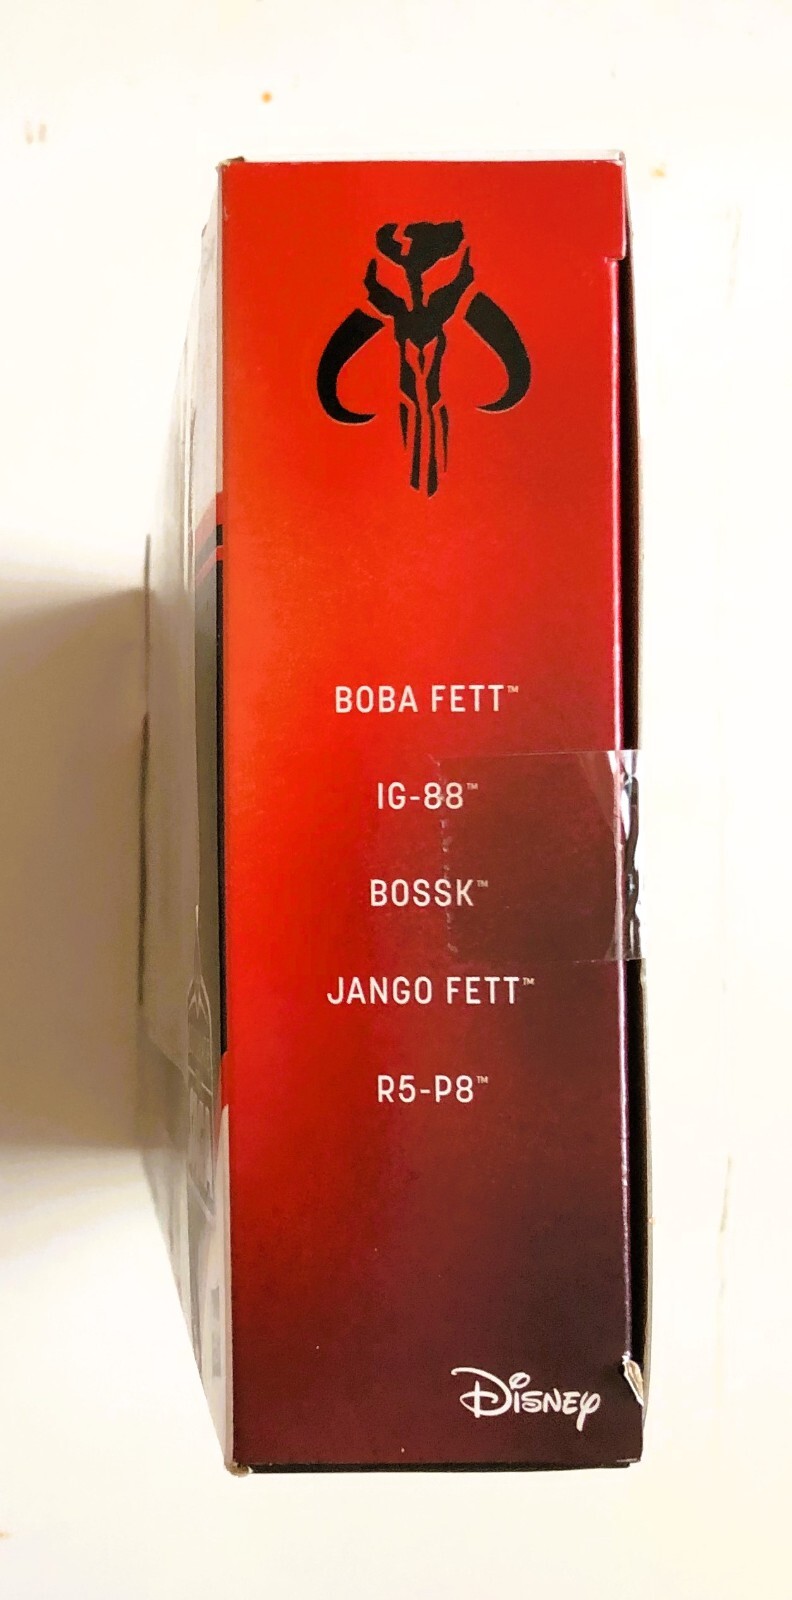 BOBA FETT™
IG-88™
BOSSK™
JANGO FETT™
R5-P8™
Disney